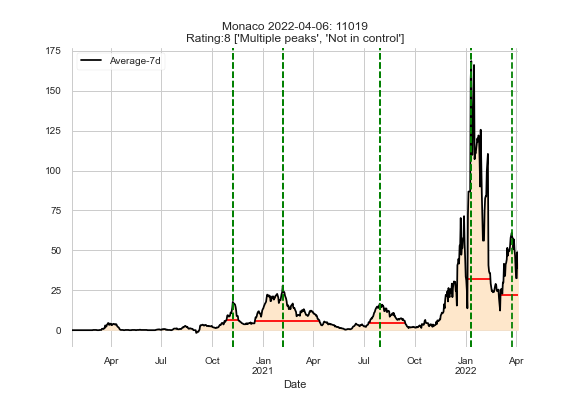 Monaco 2022-04-06: 11019
Rating:8 ['Multiple peaks', 'Not in control']
175
Average-7d
150
125
100
75
50
25
0
Apr
Jul
Oct
Jan
2021
Apr
Jul
Oct
Jan
2022
Apr
Date